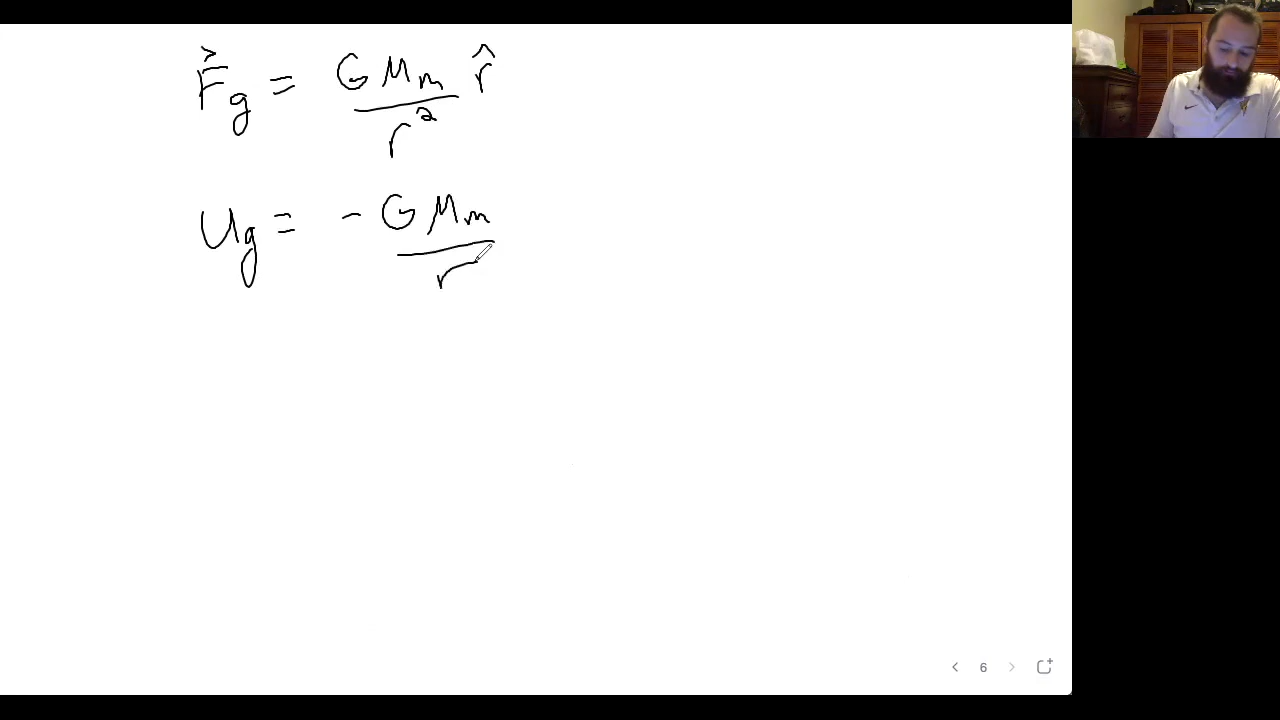 F⃗g = GMm/r² r̂
Ug = - GMm/r
6